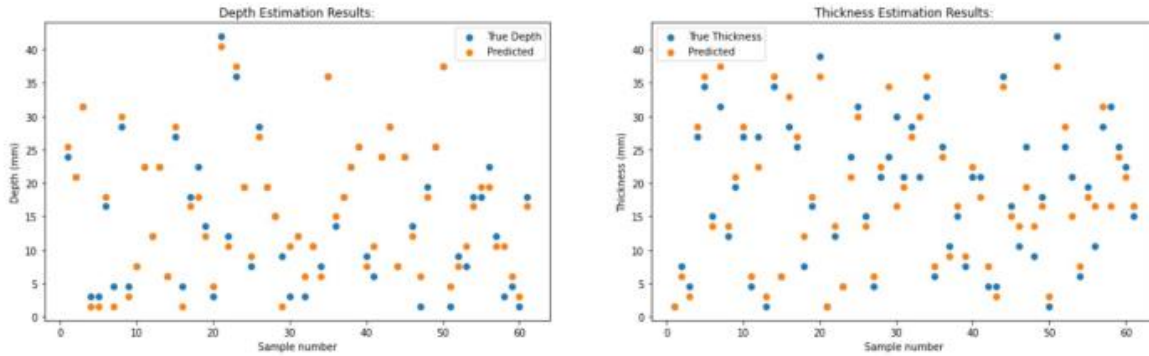 Depth Estimation Results:
True Depth
Predicted
Depth (mm)
40
35
30
25
20
15
10
5
0
0 10 20 30 40 50 60
Sample number
Thickness Estimation Results:
True Thickness
Predicted
Thickness (mm)
40
35
30
25
20
15
10
5
0
0 10 20 30 40 50 60
Sample number